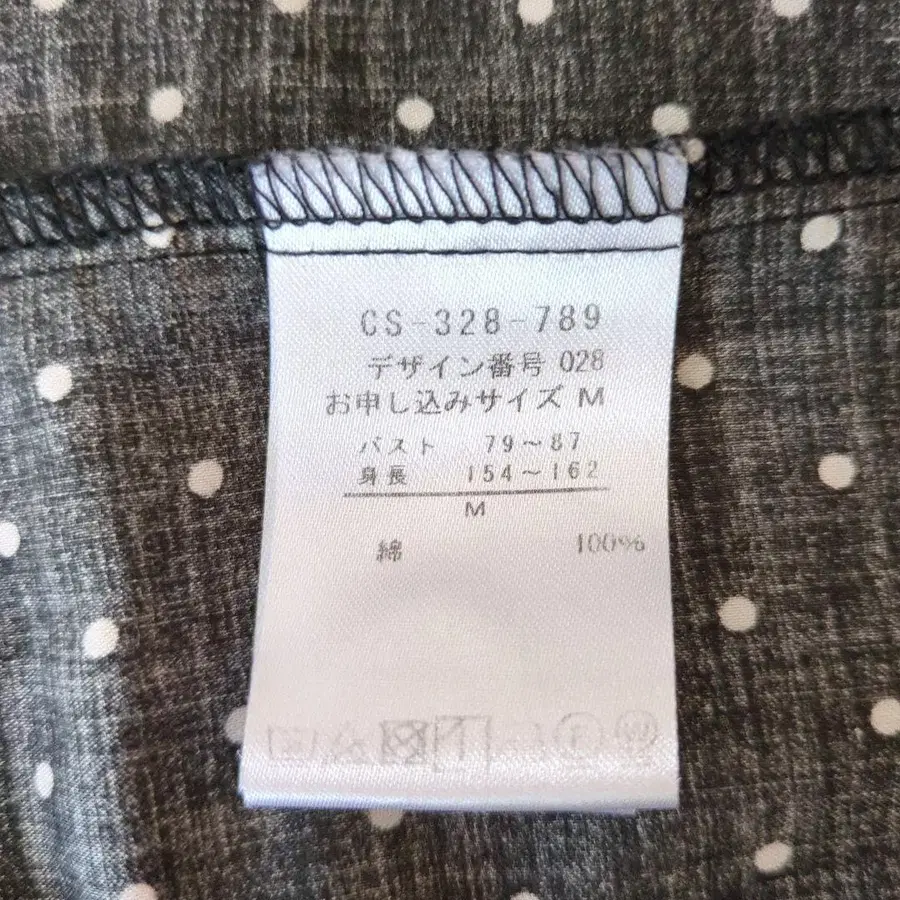 CS-328-789
デザイン番号 028
お申し込みサイズ M
バスト 79～87
身長 154～162
M
綿 100%